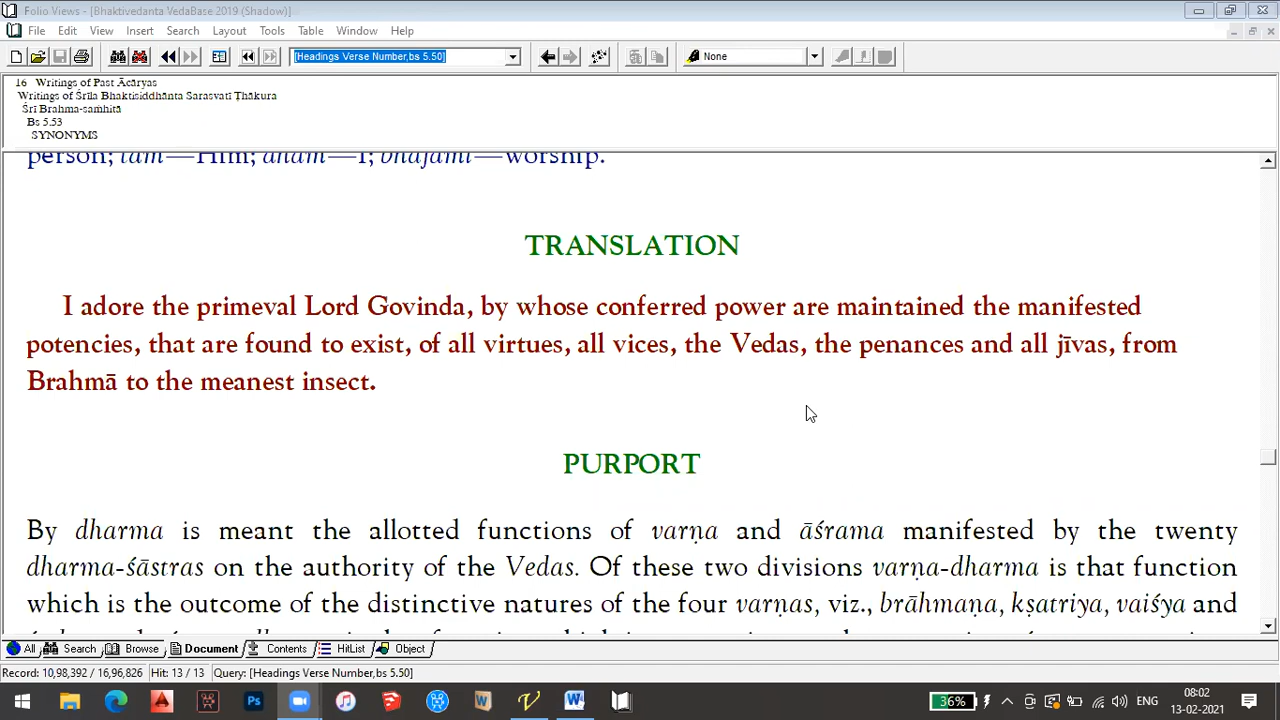 Folio Views - [Bhaktivedanta VedaBase 2019 (Shadow)]
File Edit View Insert Search Layout Tools Window Help
[Headings Verse Number,bs 5.50]
None
16 Writings of Past Ācāryas
Writings of Śrīla Bhaktisiddhānta Sarasvatī Ṭhākura
Śrī Brahma-saṁhitā
Bs 5.53
SYNONYMS
person; tam—Him; aham—I; bhajāmi—worship.
TRANSLATION
I adore the primeval Lord Govinda, by whose conferred power are maintained the manifested
potencies, that are found to exist, of all virtues, all vices, the Vedas, the penances and all jīvas, from
Brahmā to the meanest insect.
PURPORT
By dharma is meant the allotted functions of varṇa and āśrama manifested by the twenty
dharma-śāstras on the authority of the Vedas. Of these two divisions varṇa-dharma is that function
which is the outcome of the distinctive natures of the four varṇas, viz., brāhmaṇa, kṣatriya, vaiśya and
All Search Browse Document Contents HitList Object
Record: 10,98,392 / 16,96,826 Hit: 13 / 13 Query: [Headings Verse Number,bs 5.50]
36% ENG 08:02
13-02-2021